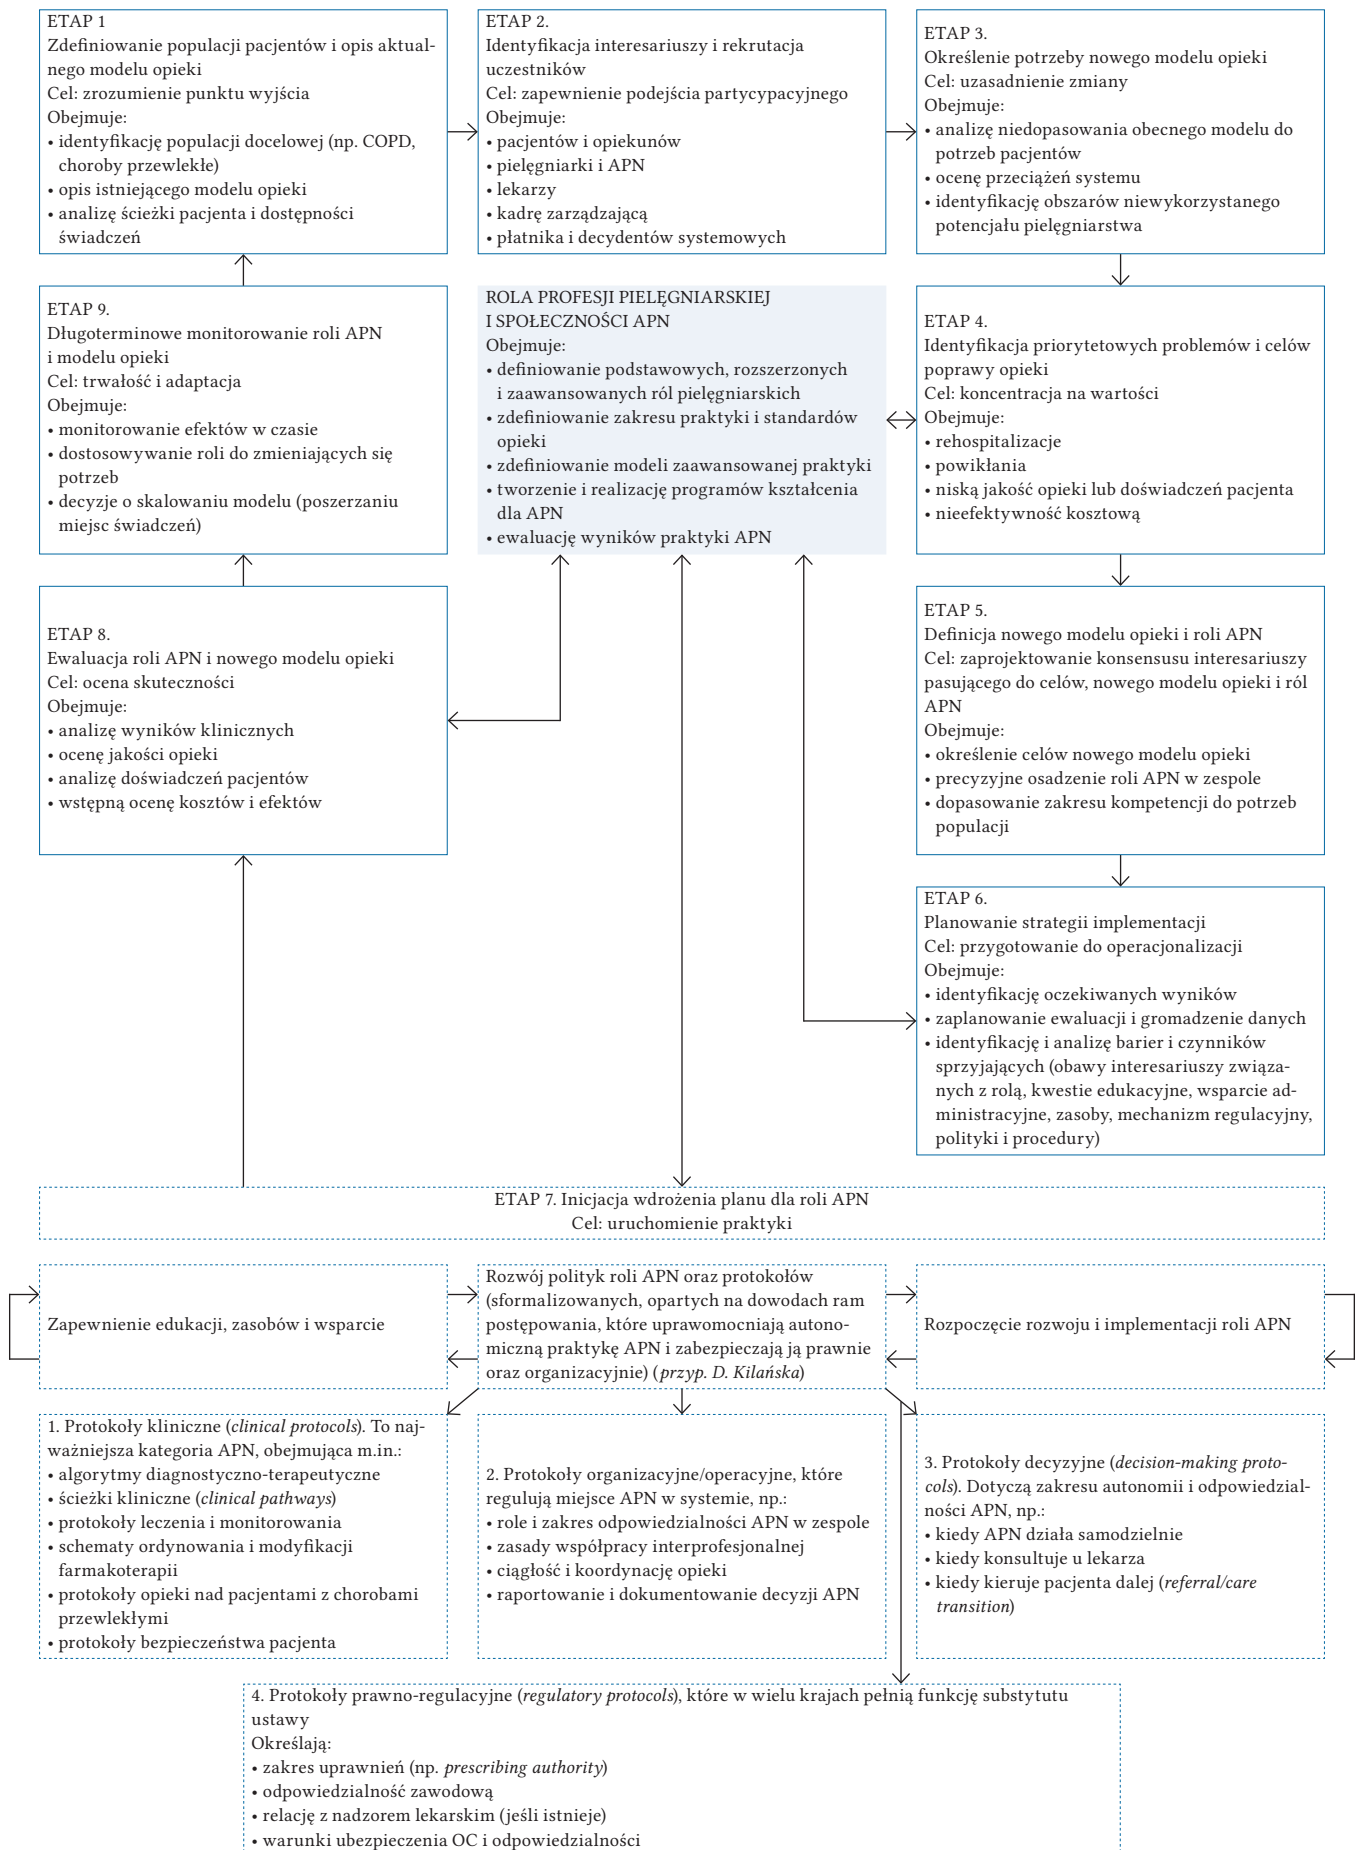 ETAP 1
Zdefiniowanie populacji pacjentów i opis aktual-
nego modelu opieki
Cel: zrozumienie punktu wyjścia
Obejmuje:
• identyfikację populacji docelowej (np. COPD,
choroby przewlekłe)
• opis istniejącego modelu opieki
• analizę ścieżki pacjenta i dostępności
świadczeń
ETAP 2.
Identyfikacja interesariuszy i rekrutacja
uczestników
Cel: zapewnienie podejścia partycypacyjnego
Obejmuje:
• pacjentów i opiekunów
• pielęgniarki i APN
• lekarzy
• kadrę zarządzającą
• płatnika i decydentów systemowych
ETAP 3.
Określenie potrzeby nowego modelu opieki
Cel: uzasadnienie zmiany
Obejmuje:
• analizę niedopasowania obecnego modelu do
potrzeb pacjentów
• ocenę przeciążeń systemu
• identyfikację obszarów niewykorzystanego
potencjału pielęgniarstwa
ETAP 9.
Długoterminowe monitorowanie roli APN
i modelu opieki
Cel: trwałość i adaptacja
Obejmuje:
• monitorowanie efektów w czasie
• dostosowywanie roli do zmieniających się
potrzeb
• decyzje o skalowaniu modelu (poszerzaniu
miejsc świadczeń)
ROLA PROFESJI PIELĘGNIARSKIEJ
I SPOŁECZNOŚCI APN
Obejmuje:
• definiowanie podstawowych, rozszerzonych
i zaawansowanych ról pielęgniarskich
• zdefiniowanie zakresu praktyki i standardów
opieki
• zdefiniowanie modeli zaawansowanej praktyki
• tworzenie i realizację programów kształcenia
dla APN
• ewaluację wyników praktyki APN
ETAP 4.
Identyfikacja priorytetowych problemów i celów
poprawy opieki
Cel: koncentracja na wartości
Obejmuje:
• rehospitalizacje
• powikłania
• niską jakość opieki lub doświadczeń pacjenta
• nieefektywność kosztową
ETAP 8.
Ewaluacja roli APN i nowego modelu opieki
Cel: ocena skuteczności
Obejmuje:
• analizę wyników klinicznych
• ocenę jakości opieki
• analizę doświadczeń pacjentów
• wstępną ocenę kosztów i efektów
ETAP 5.
Definicja nowego modelu opieki i roli APN
Cel: zaprojektowanie konsensusu interesariuszy
pasującego do celów, nowego modelu opieki i ról
APN
Obejmuje:
• określenie celów nowego modelu opieki
• precyzyjne osadzenie roli APN w zespole
• dopasowanie zakresu kompetencji do potrzeb
populacji
ETAP 6.
Planowanie strategii implementacji
Cel: przygotowanie do operacjonalizacji
Obejmuje:
• identyfikację oczekiwanych wyników
• zaplanowanie ewaluacji i gromadzenie danych
• identyfikację i analizę barier i czynników
sprzyjających (obawy interesariuszy związa-
nych z rolą, kwestie edukacyjne, wsparcie ad-
ministracyjne, zasoby, mechanizm regulacyjny,
polityki i procedury)
ETAP 7. Inicjacja wdrożenia planu dla roli APN
Cel: uruchomienie praktyki
Zapewnienie edukacji, zasobów i wsparcie
Rozwój polityk roli APN oraz protokołów
(sformalizowanych, opartych na dowodach ram
postępowania, które uprawomocniają autono-
miczną praktykę APN i zabezpieczają ją prawnie
oraz organizacyjnie) (przyp. D. Kilańska)
Rozpoczęcie rozwoju i implementacji roli APN
1. Protokoły kliniczne (clinical protocols). To naj-
ważniejsza kategoria APN, obejmująca m.in.:
• algorytmy diagnostyczno-terapeutyczne
• ścieżki kliniczne (clinical pathways)
• protokoły leczenia i monitorowania
• schematy ordynowania i modyfikacji
farmakoterapii
• protokoły opieki nad pacjentami z chorobami
przewlekłymi
• protokoły bezpieczeństwa pacjenta
2. Protokoły organizacyjne/operacyjne, które
regulują miejsce APN w systemie, np.:
• role i zakres odpowiedzialności APN w zespole
• zasady współpracy interprofesjonalnej
• ciągłość i koordynację opieki
• raportowanie i dokumentowanie decyzji APN
3. Protokoły decyzyjne (decision-making proto-
cols). Dotyczą zakresu autonomii i odpowiedzial-
ności APN, np.:
• kiedy APN działa samodzielnie
• kiedy konsultuje u lekarza
• kiedy kieruje pacjenta dalej (referral/care
transition)
4. Protokoły prawno-regulacyjne (regulatory protocols), które w wielu krajach pełnią funkcję substytutu
ustawy
Określają:
• zakres uprawnień (np. prescribing authority)
• odpowiedzialność zawodową
• relację z nadzorem lekarskim (jeśli istnieje)
• warunki ubezpieczenia OC i odpowiedzialności